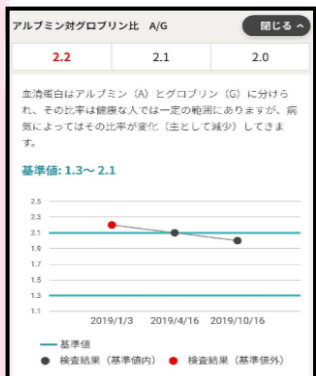 アルブミン対グロブリン比 A/G
閉じる
2.2 2.1 2.0
血清蛋白はアルブミン（A）とグロブリン（G）に分けら
れ、その比率は健康な人では一定の範囲にありますが、病
気によってはその比率が変化（主として減少）してきま
す。
基準値: 1.3～ 2.1
2.5
2.3
2.1
1.9
1.7
1.5
1.3
1.1
2019/1/3 2019/4/16 2019/10/16
基準値
検査結果（基準値内） 検査結果（基準値外）